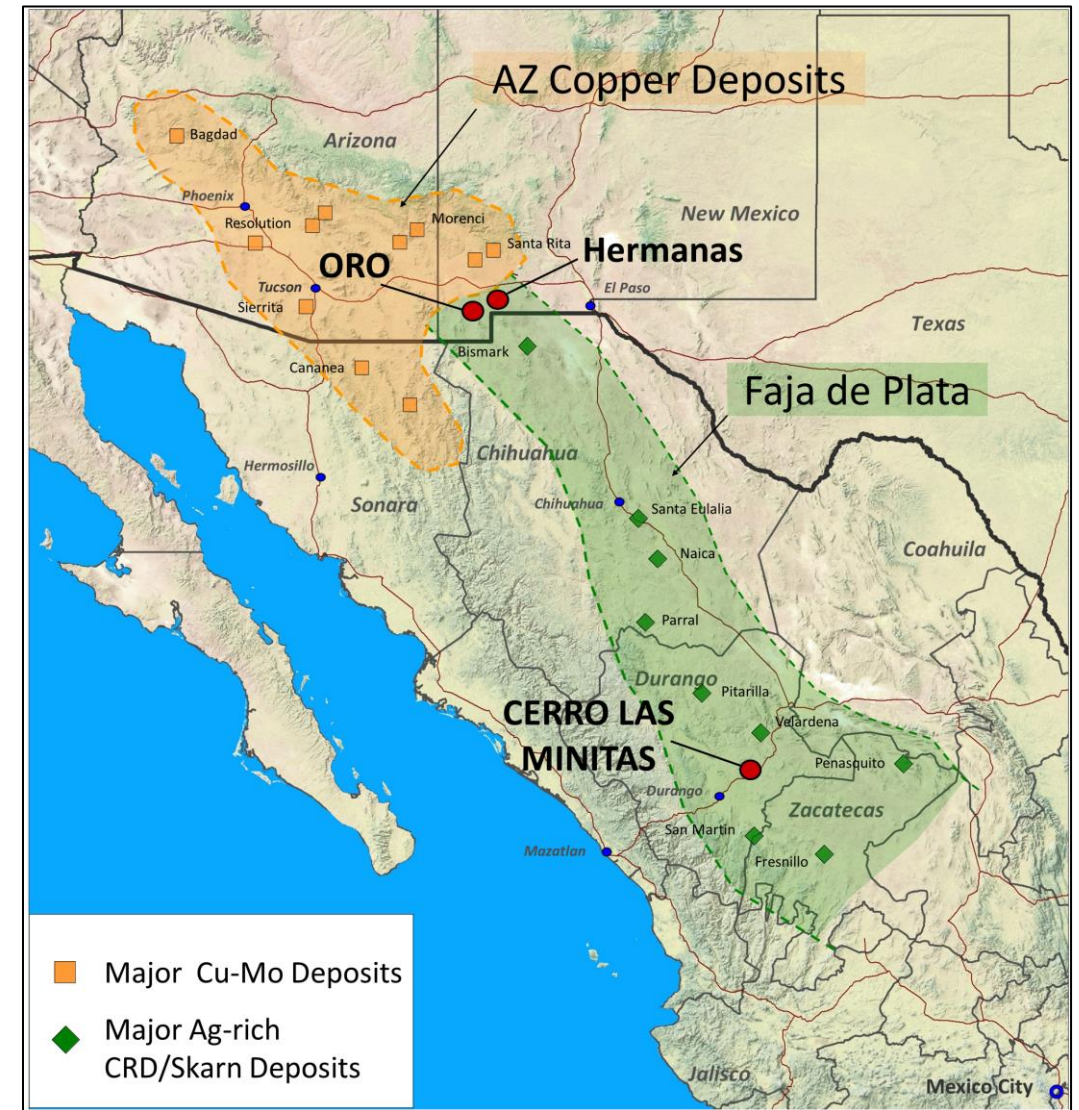 AZ Copper Deposits
Bagdad
Arizona
Phoenix
New Mexico
Resolution
Morenci
Santa Rita
Hermanas
ORO
Tucson
El Paso
Sierrita
Texas
Bismark
Cananea
Faja de Plata
Chihuahua
Hermosillo
Sonara
Chihuahua
Santa Eulalia
Naica
Coahuila
Parral
Durango
Pitarilla
CERRO LAS
MINITAS
Velardena
Penasquito
Durango
Zacatecas
San Martin
Mazatlan
Fresnillo
Major Cu-Mo Deposits
Major Ag-rich
CRD/Skarn Deposits
Jalisco
Mexico City